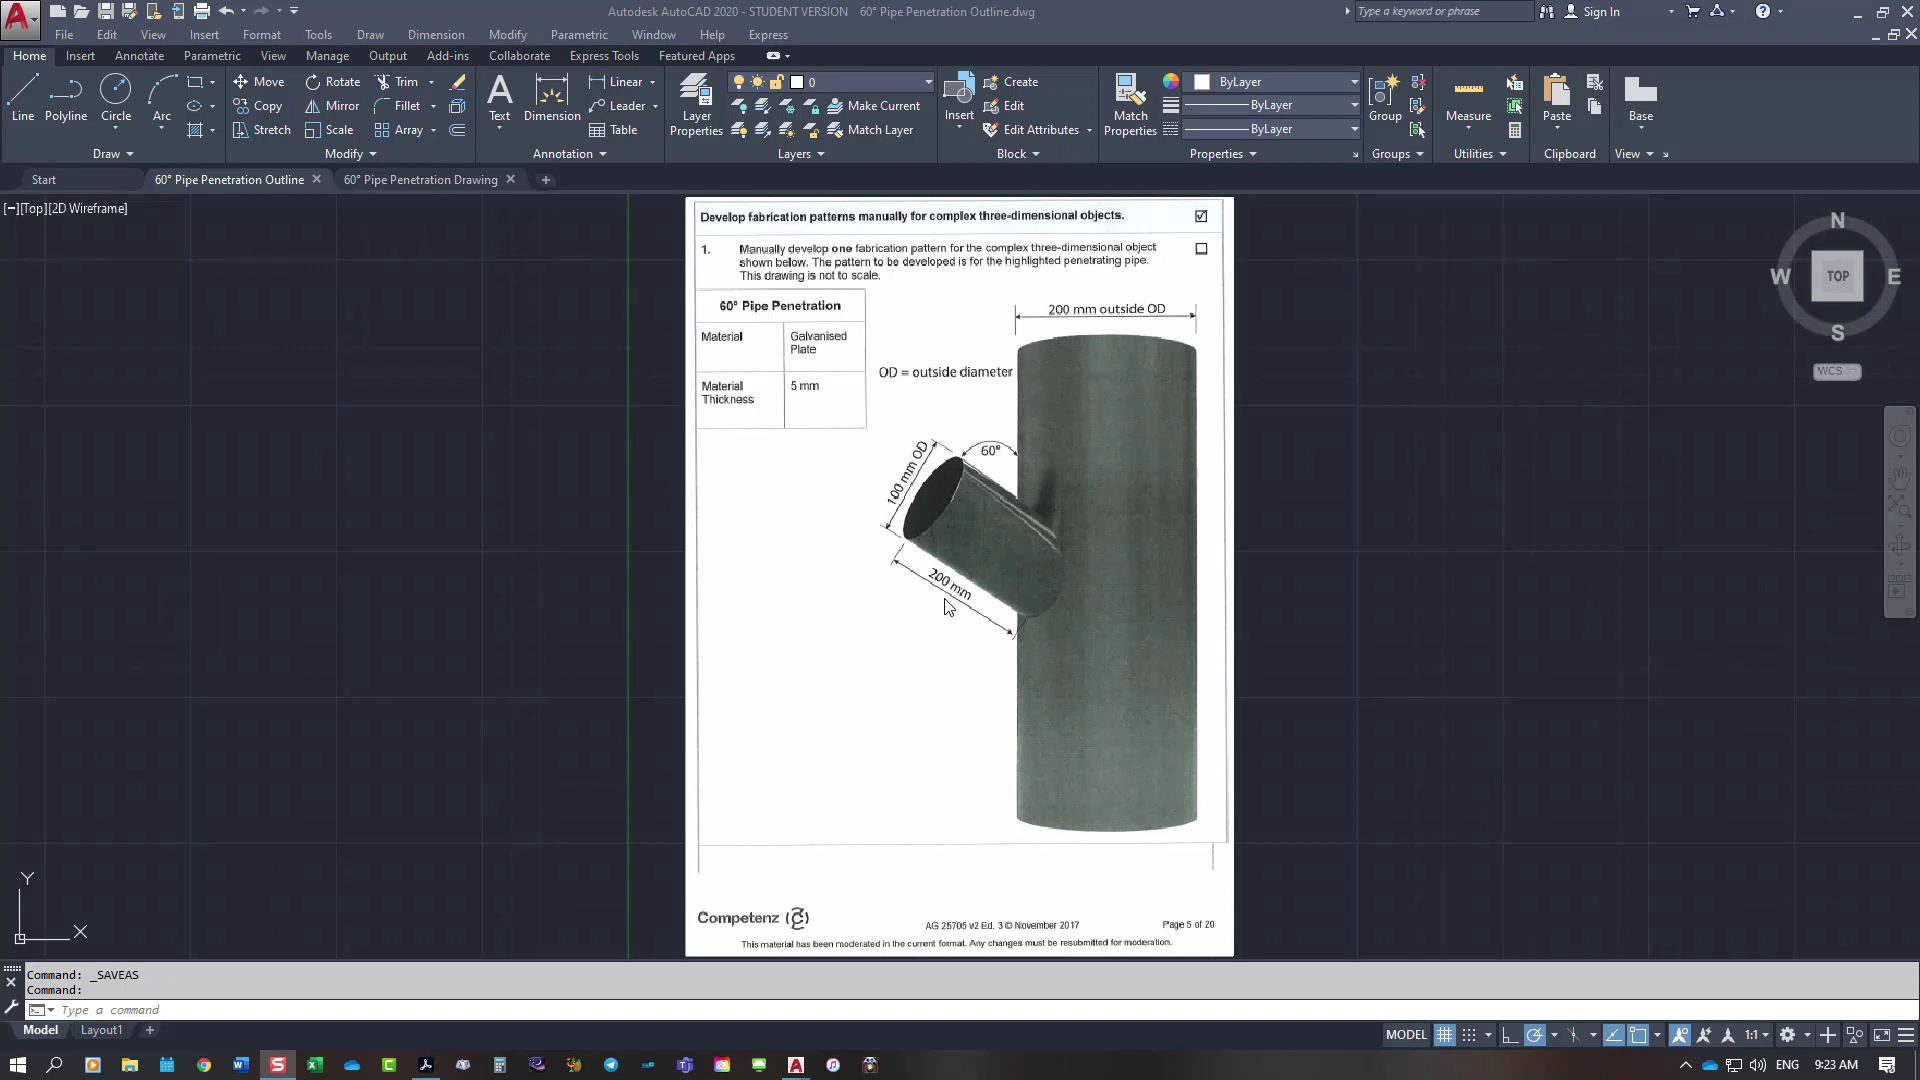 Autodesk AutoCAD 2020 - STUDENT VERSION    60° Pipe Penetration Outline.dwg
Type a keyword or phrase
Sign In
File Edit View Insert Format Tools Draw Dimension Modify Parametric Window Help Express
Home Insert Annotate Parametric View Manage Output Add-ins Collaborate Express Tools Featured Apps
Line Polyline Circle Arc
Move Rotate Trim
Copy Mirror Fillet
Stretch Scale Array
Text Dimension
Linear
Leader
Table
Layer Properties
0
Make Current
Match Layer
Insert
Create
Edit
Edit Attributes
Match Properties
ByLayer
ByLayer
ByLayer
Group
Measure
Paste
Base
Draw Modify Annotation Layers Block Properties Groups Utilities Clipboard View
Start
60° Pipe Penetration Outline
60° Pipe Penetration Drawing
[−][Top][2D Wireframe]
N
W TOP E
S
WCS
Develop fabrication patterns manually for complex three-dimensional objects.
1. Manually develop one fabrication pattern for the complex three-dimensional object
shown below. The pattern to be developed is for the highlighted penetrating pipe.
This drawing is not to scale.
60° Pipe Penetration
Material Galvanised
Plate
Material 5 mm
Thickness
200 mm outside OD
OD = outside diameter
60°
100 mm OD
200 mm
Competenz
AG 25705 v2 Ed. 3 © November 2017
Page 5 of 20
This material has been moderated in the current format. Any changes must be resubmitted for moderation.
Y
X
Command: _SAVEAS
Command:
Type a command
Model Layout1
MODEL
1:1
ENG
9:23 AM